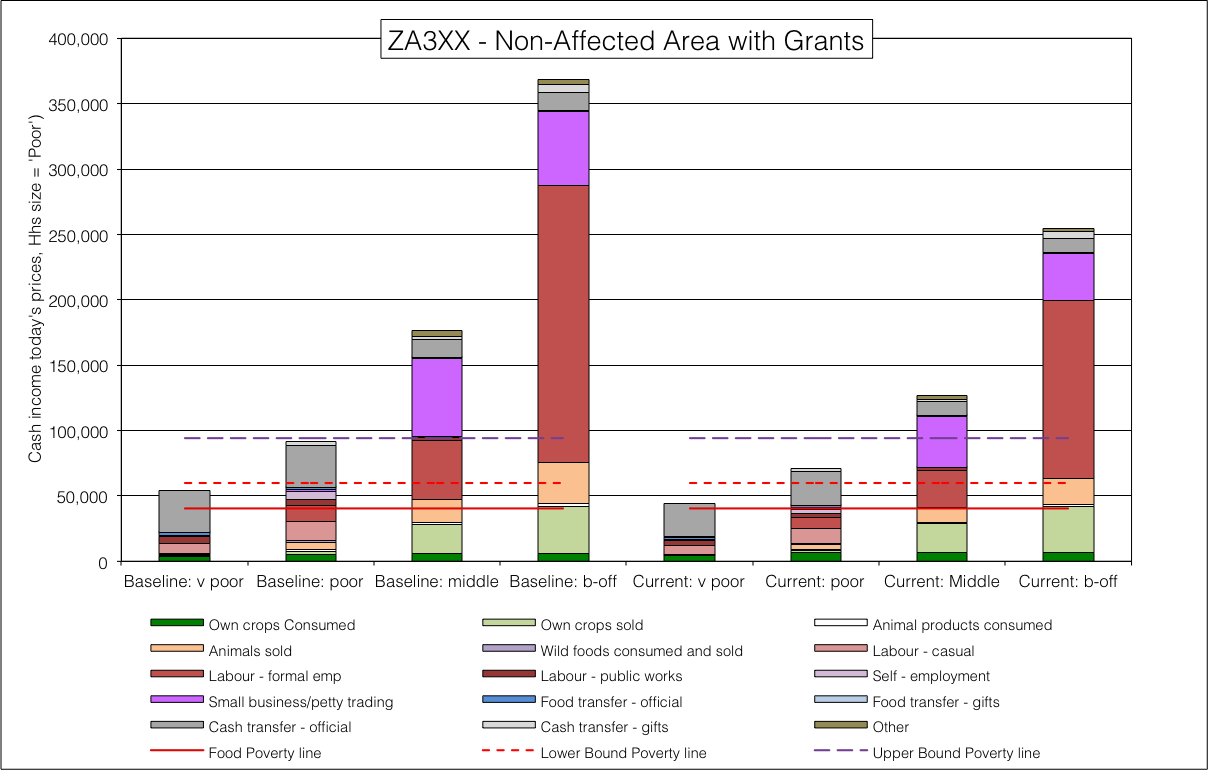 ZA3XX - Non-Affected Area with Grants
Cash income today's prices, Hhs size = 'Poor')
400,000
350,000
300,000
250,000
200,000
150,000
100,000
50,000
0
Baseline: v poor Baseline: poor Baseline: middle Baseline: b-off Current: v poor Current: poor Current: Middle Current: b-off
Own crops Consumed Own crops sold Animal products consumed
Animals sold Wild foods consumed and sold Labour - casual
Labour - formal emp Labour - public works Self - employment
Small business/petty trading Food transfer - official Food transfer - gifts
Cash transfer - official Cash transfer - gifts Other
Food Poverty line Lower Bound Poverty line Upper Bound Poverty line